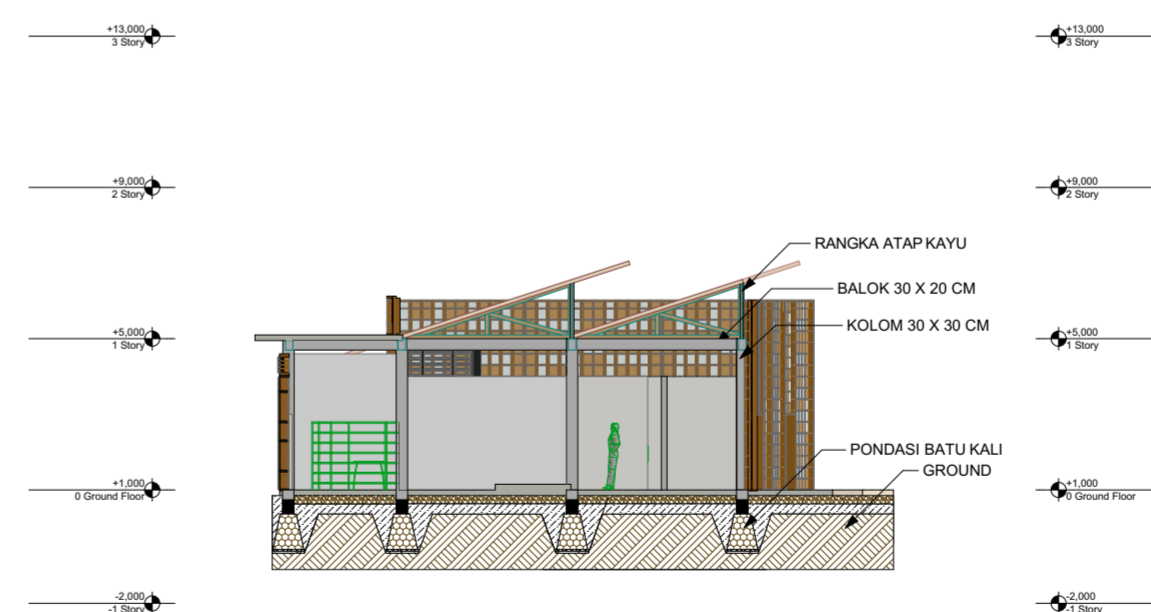 +13,000
3 Story
+13,000
3 Story
+9,000
2 Story
+9,000
2 Story
RANGKA ATAP KAYU
BALOK 30 X 20 CM
KOLOM 30 X 30 CM
+5,000
1 Story
+5,000
1 Story
PONDASI BATU KALI
GROUND
+1,000
0 Ground Floor
+1,000
0 Ground Floor
-2,000
-1 Story
-2,000
-1 Story